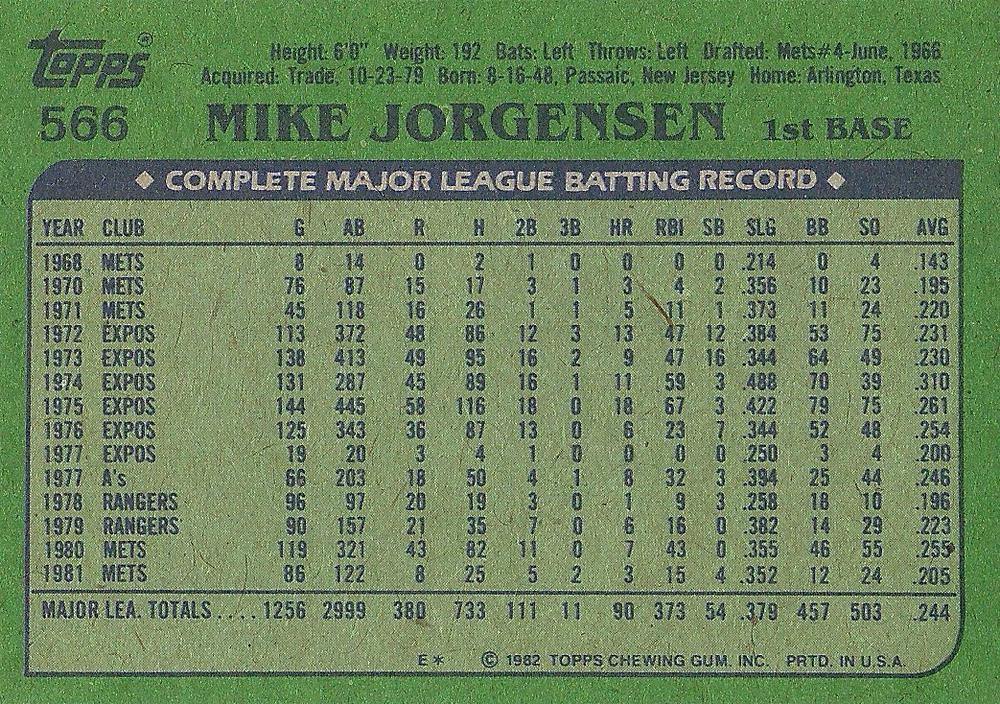 Topps®
Height: 6'0" Weight: 192 Bats: Left Throws: Left Drafted: Mets#4-June, 1966
Acquired: Trade, 10-23-79 Born: 8-16-48, Passaic, New Jersey Home: Arlington, Texas
566 MIKE JORGENSEN 1st BASE
◆ COMPLETE MAJOR LEAGUE BATTING RECORD ◆
YEAR CLUB G AB R H 2B 3B HR RBI SB SLG BB SO AVG
1968 METS 8 14 0 2 1 0 0 0 0 .214 0 4 .143
1970 METS 76 87 15 17 3 1 3 4 2 .356 10 23 .195
1971 METS 45 118 16 26 1 1 5 11 1 .373 11 24 .220
1972 EXPOS 113 372 48 86 12 3 13 47 12 .384 53 75 .231
1973 EXPOS 138 413 49 95 16 2 9 47 16 .344 64 49 .230
1974 EXPOS 131 287 45 89 16 1 11 59 3 .488 70 39 .310
1975 EXPOS 144 445 58 116 18 0 18 67 3 .422 79 75 .261
1976 EXPOS 125 343 36 87 13 0 6 23 7 .344 52 48 .254
1977 EXPOS 19 20 3 4 1 0 0 0 0 .250 3 4 .200
1977 A's 66 203 18 50 4 1 8 32 3 .394 25 44 .246
1978 RANGERS 96 97 20 19 3 0 1 9 3 .258 18 10 .196
1979 RANGERS 90 157 21 35 7 0 6 16 0 .382 14 29 .223
1980 METS 119 321 43 82 11 0 7 43 0 .355 46 55 .255
1981 METS 86 122 8 25 5 2 3 15 4 .352 12 24 .205
MAJOR LEA. TOTALS .... 1256 2999 380 733 111 11 90 373 54 .379 457 503 .244
E* © 1982 TOPPS CHEWING GUM, INC. PRTD. IN U.S.A.